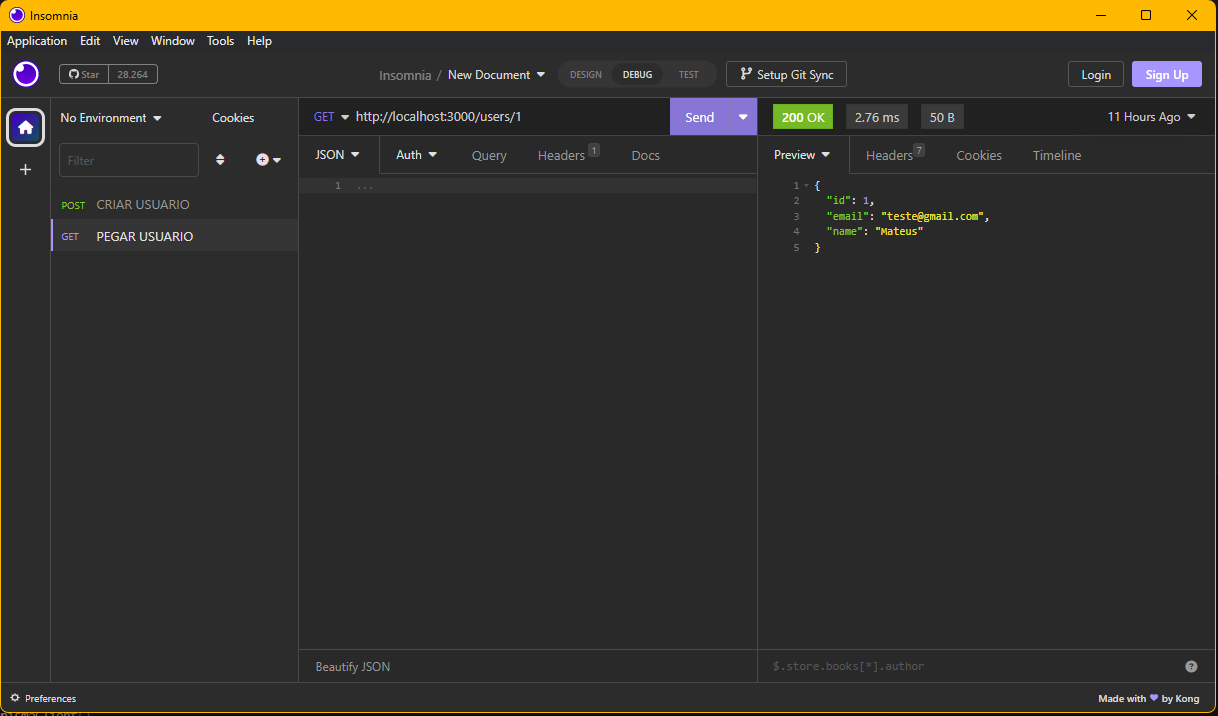 Insomnia
Application Edit View Window Tools Help
Star 28.264 Insomnia / New Document DESIGN DEBUG TEST Setup Git Sync Login Sign Up
No Environment Cookies
Filter
POST CRIAR USUARIO
GET PEGAR USUARIO
GET http://localhost:3000/users/1 Send
JSON Auth Query Headers 1 Docs
1 ...
Beautify JSON
200 OK 2.76 ms 50 B 11 Hours Ago
Preview Headers 7 Cookies Timeline
1 {
2 "id": 1,
3 "email": "teste@gmail.com",
4 "name": "Mateus"
5 }
$.store.books[*].author ?
Preferences Made with 💜 by Kong